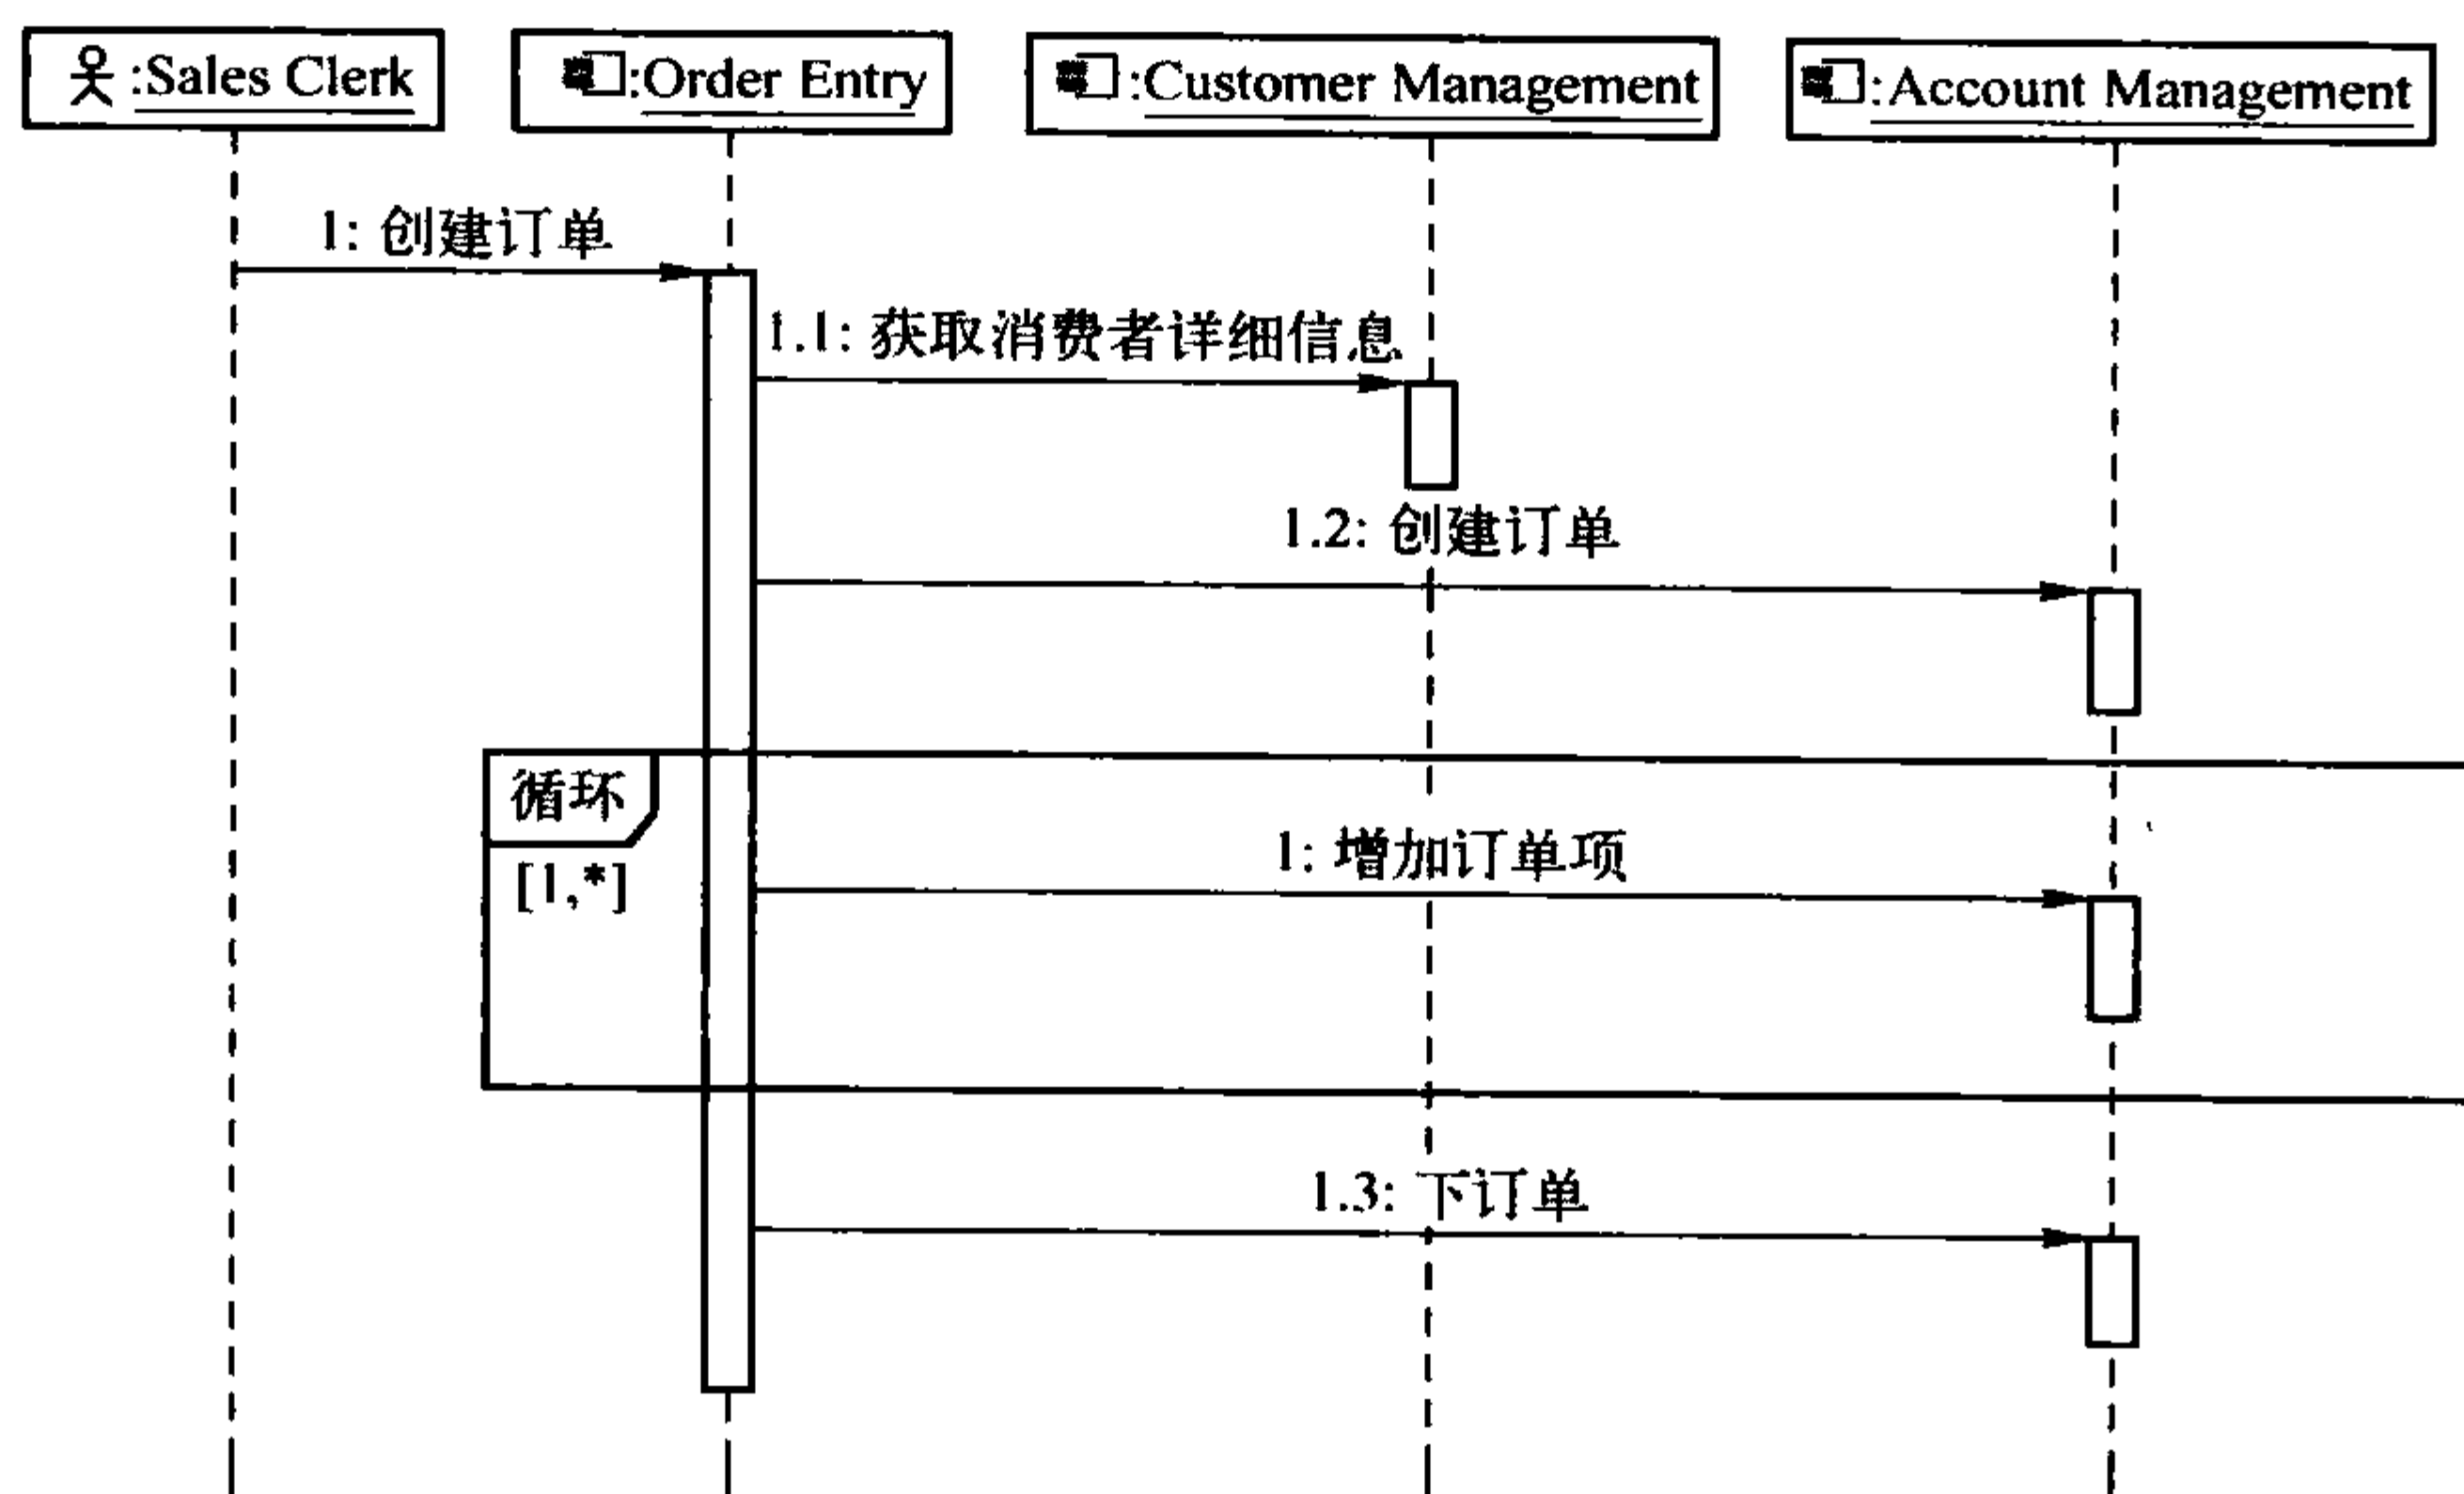 :Sales Clerk
:Order Entry
:Customer Management
:Account Management
1: 创建订单
1.1: 获取消费者详细信息
1.2: 创建订单
循环
[1,*]
1: 增加订单项
1.3: 下订单